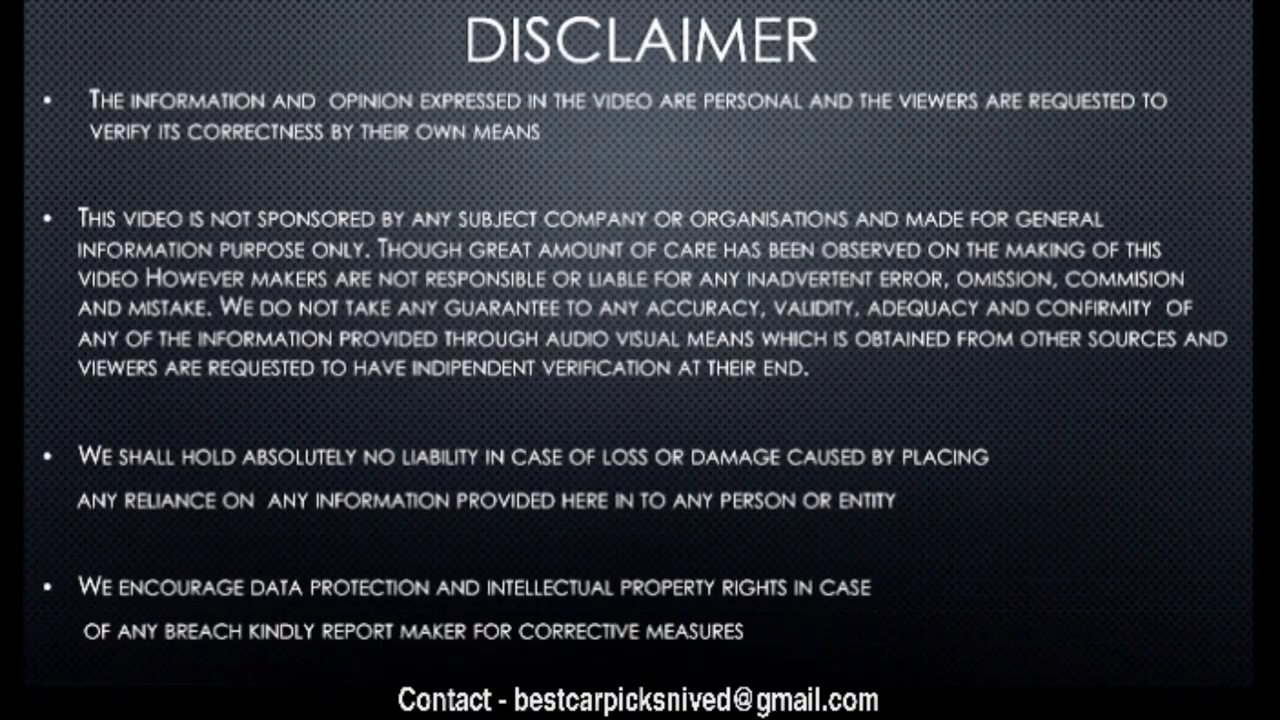 DISCLAIMER
• THE INFORMATION AND OPINION EXPRESSED IN THE VIDEO ARE PERSONAL AND THE VIEWERS ARE REQUESTED TO
VERIFY ITS CORRECTNESS BY THEIR OWN MEANS
• THIS VIDEO IS NOT SPONSORED BY ANY SUBJECT COMPANY OR ORGANISATIONS AND MADE FOR GENERAL
INFORMATION PURPOSE ONLY. THOUGH GREAT AMOUNT OF CARE HAS BEEN OBSERVED ON THE MAKING OF THIS
VIDEO HOWEVER MAKERS ARE NOT RESPONSIBLE OR LIABLE FOR ANY INADVERTENT ERROR, OMISSION, COMMISION
AND MISTAKE. WE DO NOT TAKE ANY GUARANTEE TO ANY ACCURACY, VALIDITY, ADEQUACY AND CONFIRMITY OF
ANY OF THE INFORMATION PROVIDED THROUGH AUDIO VISUAL MEANS WHICH IS OBTAINED FROM OTHER SOURCES AND
VIEWERS ARE REQUESTED TO HAVE INDIPENDENT VERIFICATION AT THEIR END.
• WE SHALL HOLD ABSOLUTELY NO LIABILITY IN CASE OF LOSS OR DAMAGE CAUSED BY PLACING
ANY RELIANCE ON ANY INFORMATION PROVIDED HERE IN TO ANY PERSON OR ENTITY
• WE ENCOURAGE DATA PROTECTION AND INTELLECTUAL PROPERTY RIGHTS IN CASE
OF ANY BREACH KINDLY REPORT MAKER FOR CORRECTIVE MEASURES
Contact - bestcarpicksnived@gmail.com